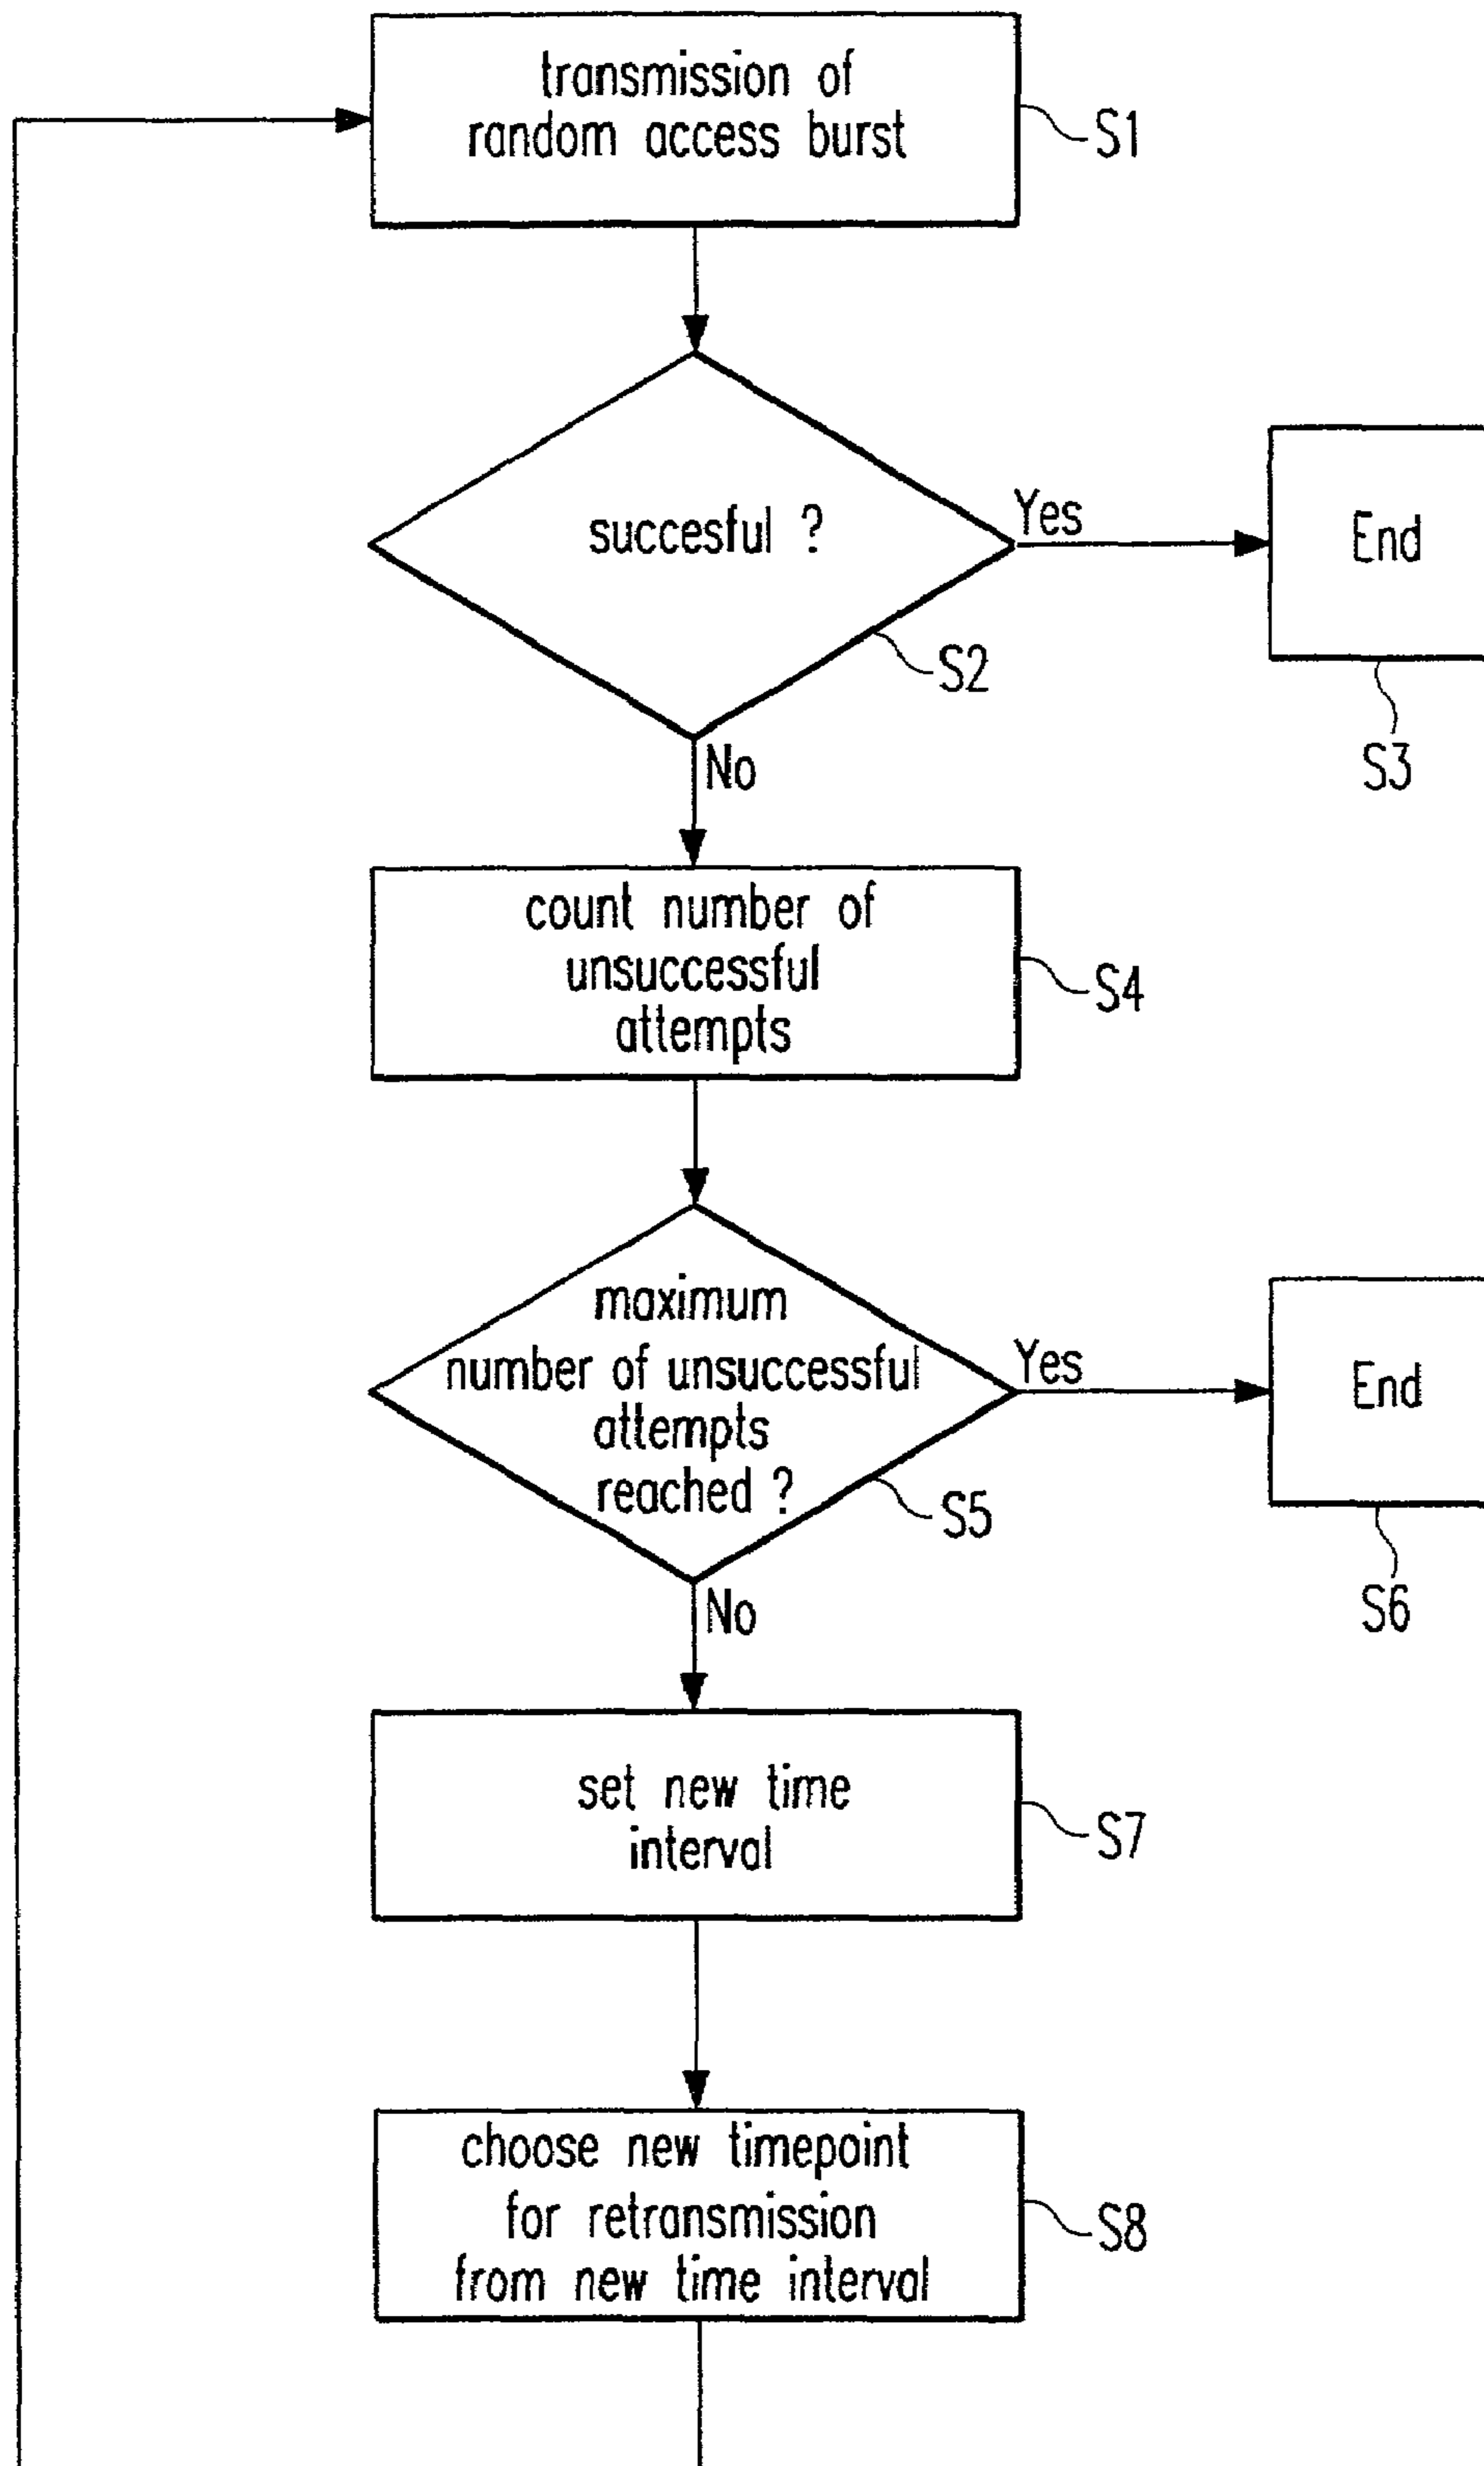 transmission of
random access burst
S1
succesful ?
Yes
End
S2
S3
No
count number of
unsuccessful
attempts
S4
maximum
number of unsuccessful
attempts
reached ?
Yes
End
S5
S6
No
set new time
interval
S7
choose new timepoint
for retransmission
from new time interval
S8